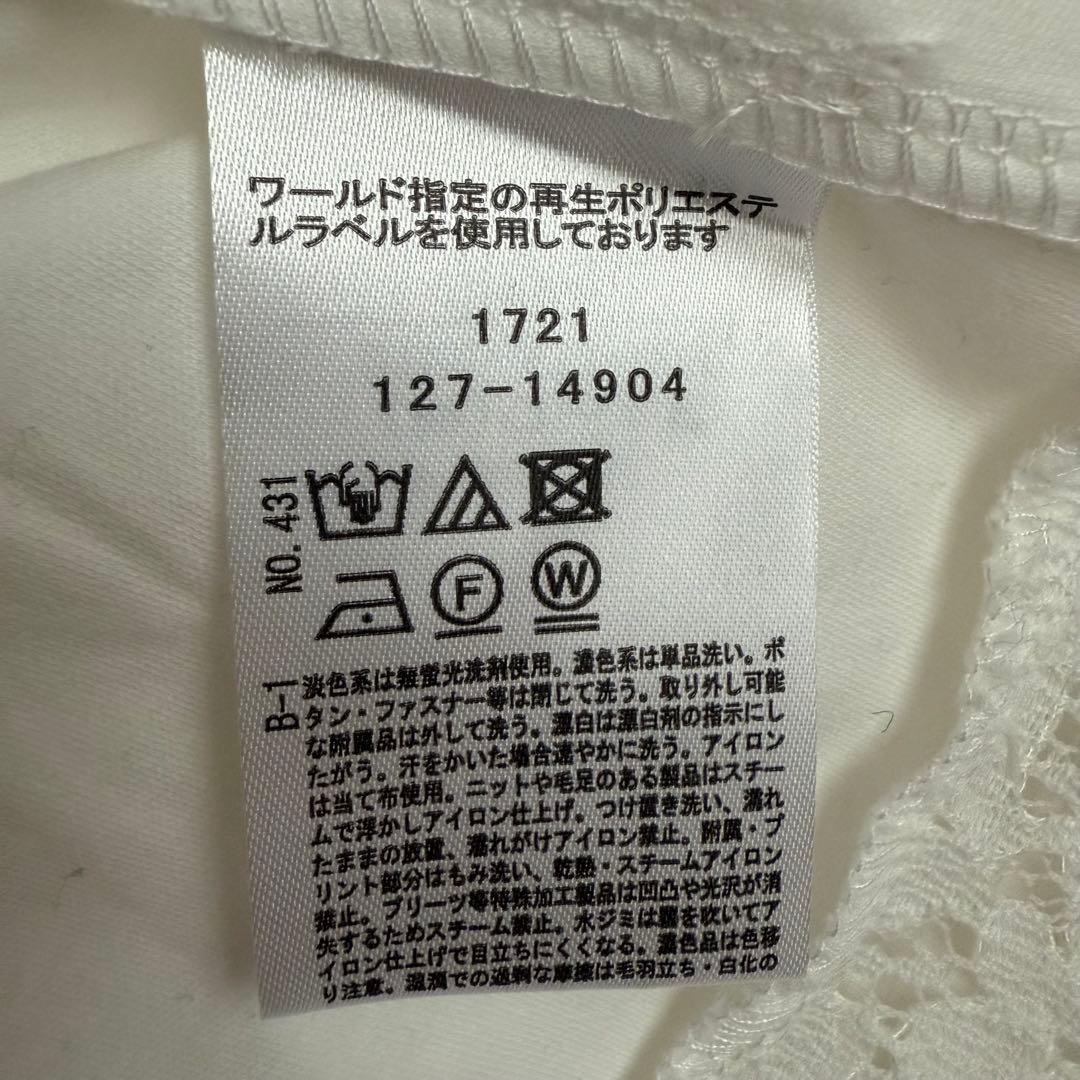 ワールド指定の再生ポリエステ
ルラベルを使用しております
1721
127-14904
NO. 431
F
W
B-1
淡色系は無蛍光洗剤使用。濃色系は単品洗い。ボ
タン・ファスナー等は閉じて洗う。取り外し可能
な附属品は外して洗う。漂白は漂白剤の指示にし
たがう。汗をかいた場合速やかに洗う。アイロン
は当て布使用。ニットや毛足のある製品はスチー
ムで浮かしアイロン仕上げ。つけ置き洗い、濡れ
たままの放置、濡れがけアイロン禁止。附属・プ
リント部分はもみ洗い、乾熱・スチームアイロン
禁止。プリーツ等特殊加工製品は凹凸や光沢が消
失するためスチーム禁止。水ジミは霧を吹いてア
イロン仕上げで目立ちにくくなる。濃色品は色移
り注意。湿潤での過剰な摩擦は毛羽立ち・白化の